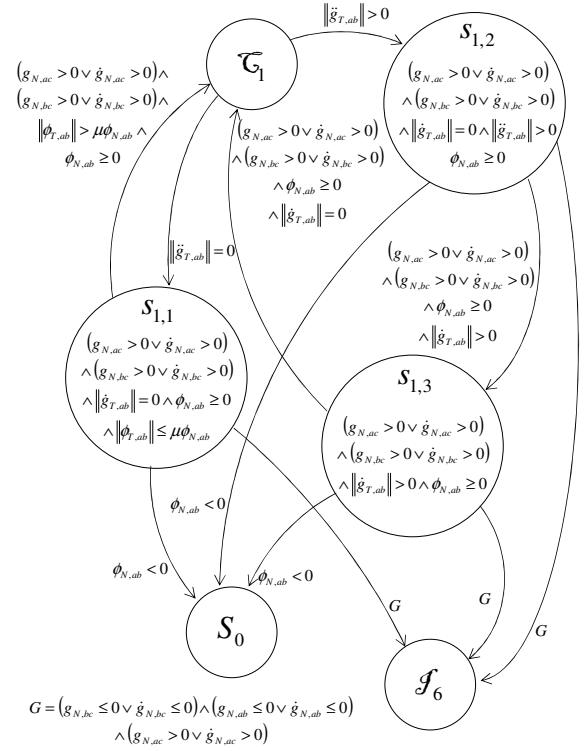 ‖g̈_{T,ab}‖ > 0
𝒞₁
s_{1,2}
(g_{N,ac} > 0 ∨ ġ_{N,ac} > 0)
∧ (g_{N,bc} > 0 ∨ ġ_{N,bc} > 0)
∧ ‖ġ_{T,ab}‖ = 0 ∧ ‖g̈_{T,ab}‖ > 0
ϕ_{N,ab} ≥ 0
(g_{N,ac} > 0 ∨ ġ_{N,ac} > 0) ∧
(g_{N,bc} > 0 ∨ ġ_{N,bc} > 0) ∧
‖ϕ_{T,ab}‖ > μϕ_{N,ab} ∧
ϕ_{N,ab} ≥ 0
(g_{N,ac} > 0 ∨ ġ_{N,ac} > 0)
∧ (g_{N,bc} > 0 ∨ ġ_{N,bc} > 0)
∧ ϕ_{N,ab} ≥ 0
∧ ‖ġ_{T,ab}‖ = 0
‖g̈_{T,ab}‖ = 0
(g_{N,ac} > 0 ∨ ġ_{N,ac} > 0)
∧ (g_{N,bc} > 0 ∨ ġ_{N,bc} > 0)
∧ ϕ_{N,ab} ≥ 0
∧ ‖ġ_{T,ab}‖ > 0
s_{1,1}
(g_{N,ac} > 0 ∨ ġ_{N,ac} > 0)
∧ (g_{N,bc} > 0 ∨ ġ_{N,bc} > 0)
∧ ‖ġ_{T,ab}‖ = 0 ∧ ϕ_{N,ab} ≥ 0
∧ ‖ϕ_{T,ab}‖ ≤ μϕ_{N,ab}
s_{1,3}
(g_{N,ac} > 0 ∨ ġ_{N,ac} > 0)
∧ (g_{N,bc} > 0 ∨ ġ_{N,bc} > 0)
∧ ‖ġ_{T,ab}‖ > 0 ∧ ϕ_{N,ab} ≥ 0
ϕ_{N,ab} < 0
ϕ_{N,ab} < 0
ϕ_{N,ab} < 0
G
G
G
S₀
𝒥₆
G = (g_{N,bc} ≤ 0 ∨ ġ_{N,bc} ≤ 0) ∧ (g_{N,ab} ≤ 0 ∨ ġ_{N,ab} ≤ 0)
∧ (g_{N,ac} > 0 ∨ ġ_{N,ac} > 0)